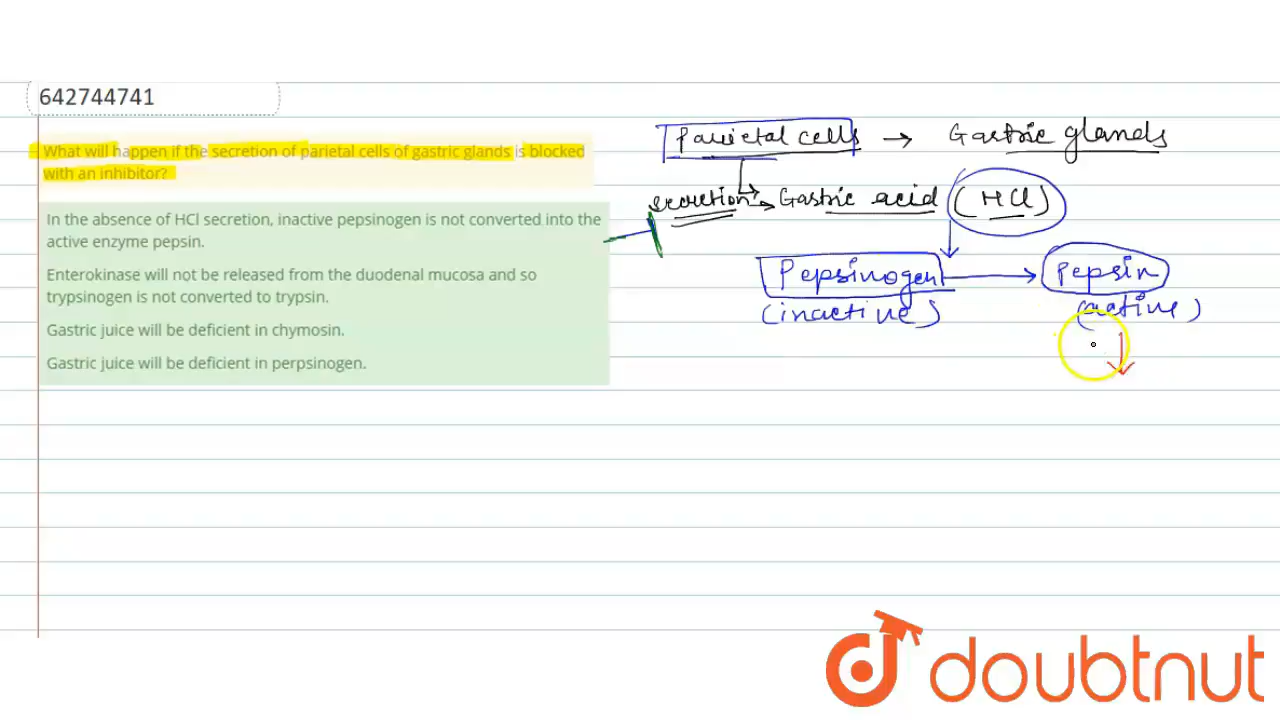 642744741
What will happen if the secretion of parietal cells of gastric glands is blocked
with an inhibitor?
In the absence of HCl secretion, inactive pepsinogen is not converted into the
active enzyme pepsin.
Enterokinase will not be released from the duodenal mucosa and so
trypsinogen is not converted to trypsin.
Gastric juice will be deficient in chymosin.
Gastric juice will be deficient in perpsinogen.
Parietal cells → Gastric glands
secretion → Gastric acid (HCl)
Pepsinogen → Pepsin
(inactive) (active)
doubtnut